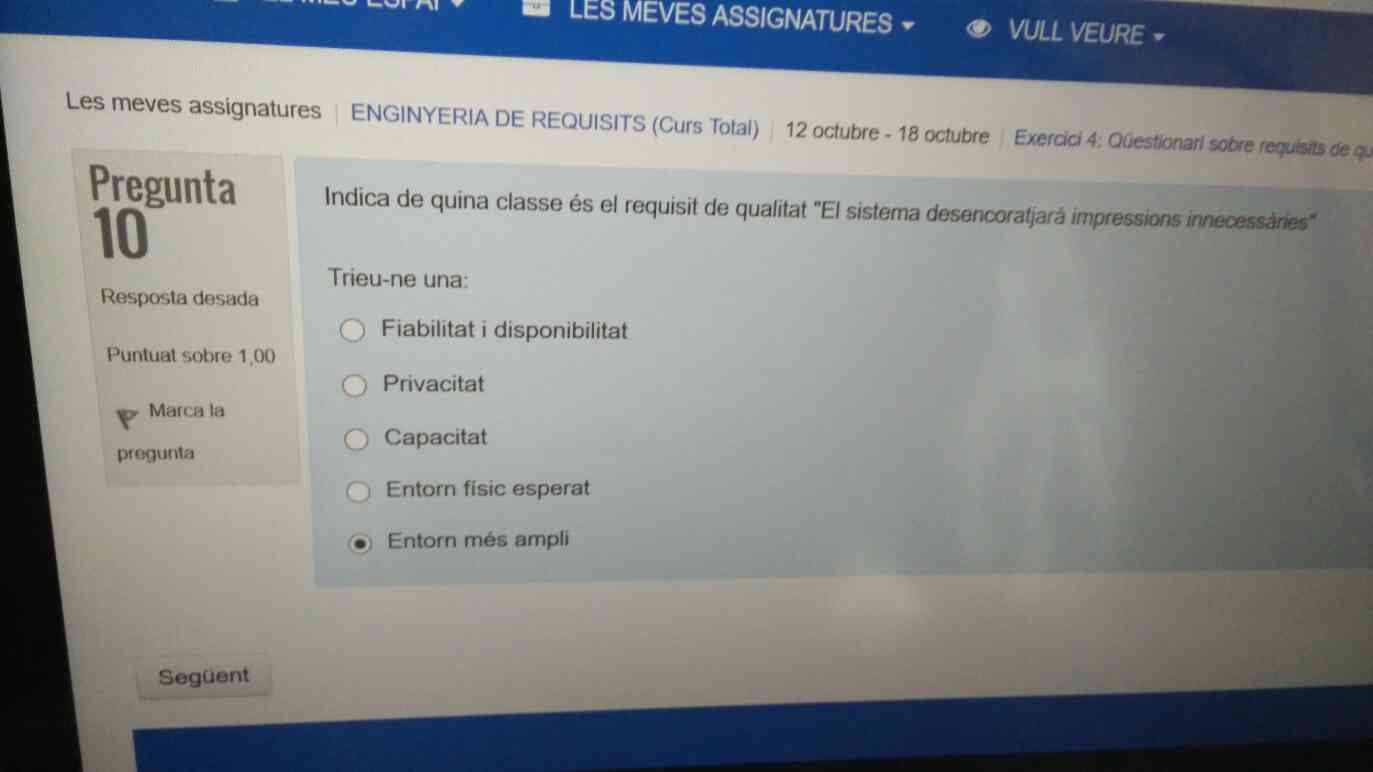 LES MEVES ASSIGNATURES
VULL VEURE
Les meves assignatures | ENGINYERIA DE REQUISITS (Curs Total) | 12 octubre - 18 octubre | Exercici 4: Qüestionari sobre requisits de
Pregunta
10
Resposta desada
Puntuat sobre 1,00
Marca la
pregunta
Indica de quina classe és el requisit de qualitat "El sistema desencoratjarà impressions innecessàries"
Trieu-ne una:
Fiabilitat i disponibilitat
Privacitat
Capacitat
Entorn físic esperat
Entorn més ampli
Següent